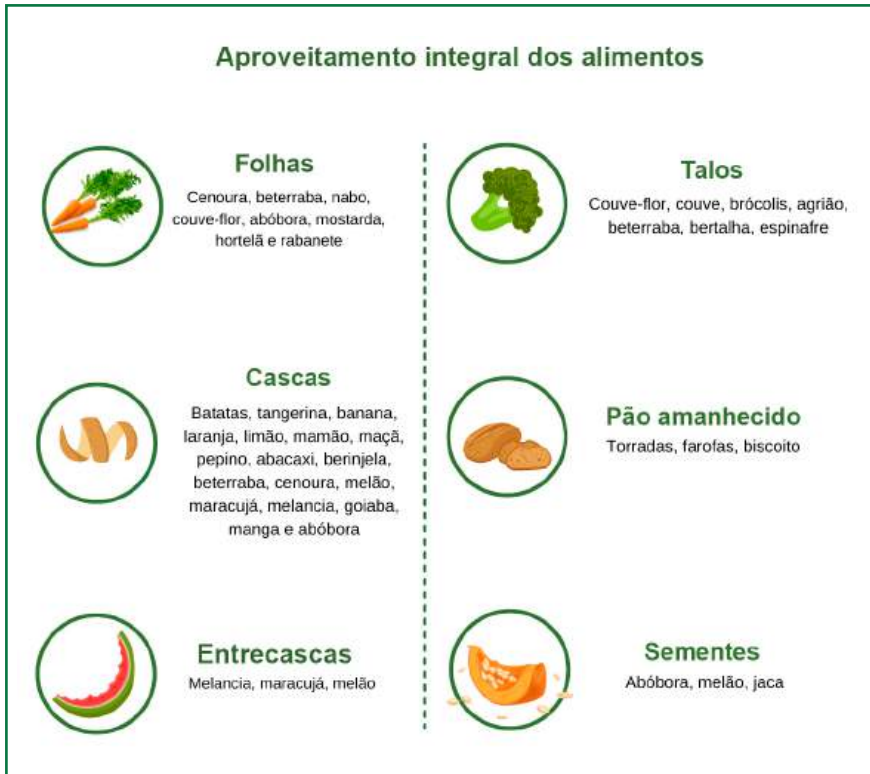 Aproveitamento integral dos alimentos
Folhas
Cenoura, beterraba, nabo,
couve-flor, abóbora, mostarda,
hortelã e rabanete
Cascas
Batatas, tangerina, banana,
laranja, limão, mamão, maçã,
pepino, abacaxi, berinjela,
beterraba, cenoura, melão,
maracujá, melancia, goiaba,
manga e abóbora
Entrecascas
Melancia, maracujá, melão
Talos
Couve-flor, couve, brócolis, agrião,
beterraba, bertalha, espinafre
Pão amanhecido
Torradas, farofas, biscoito
Sementes
Abóbora, melão, jaca